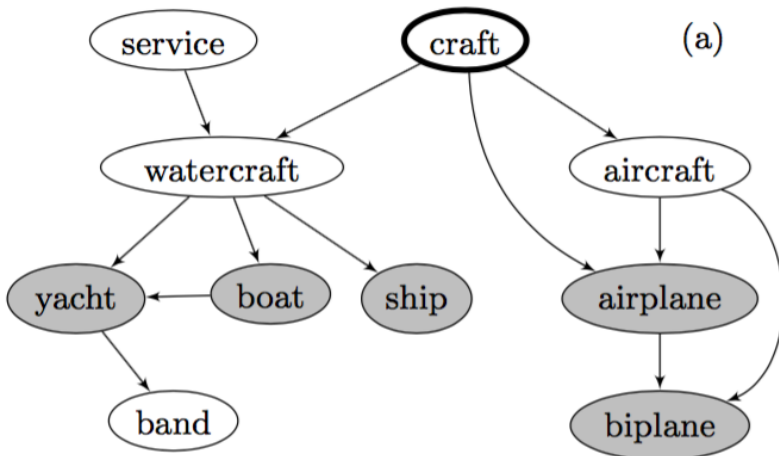 service craft (a)
watercraft aircraft
yacht boat ship airplane
band biplane